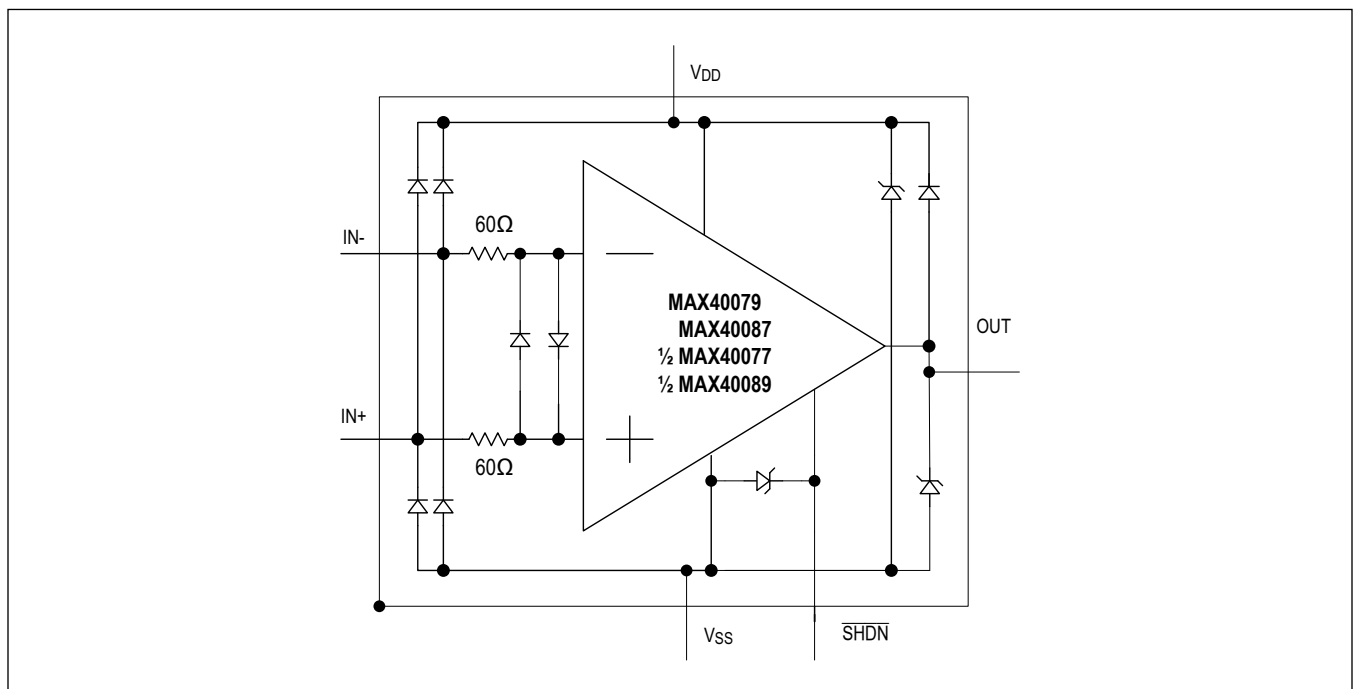 VDD
60Ω
IN-
MAX40079
MAX40087
½ MAX40077
½ MAX40089
OUT
IN+
60Ω
VSS
SHDN